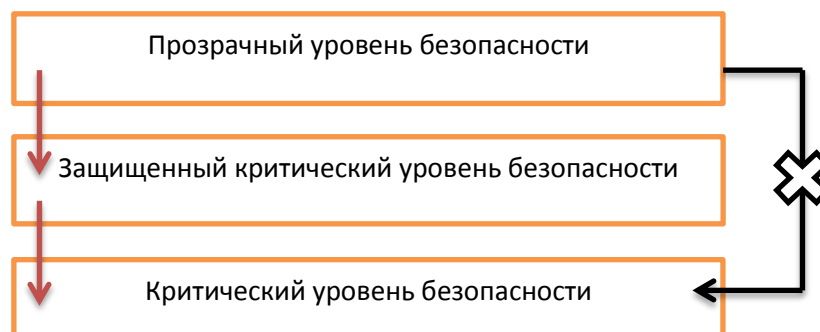 Прозрачный уровень безопасности
Защищенный критический уровень безопасности
Критический уровень безопасности